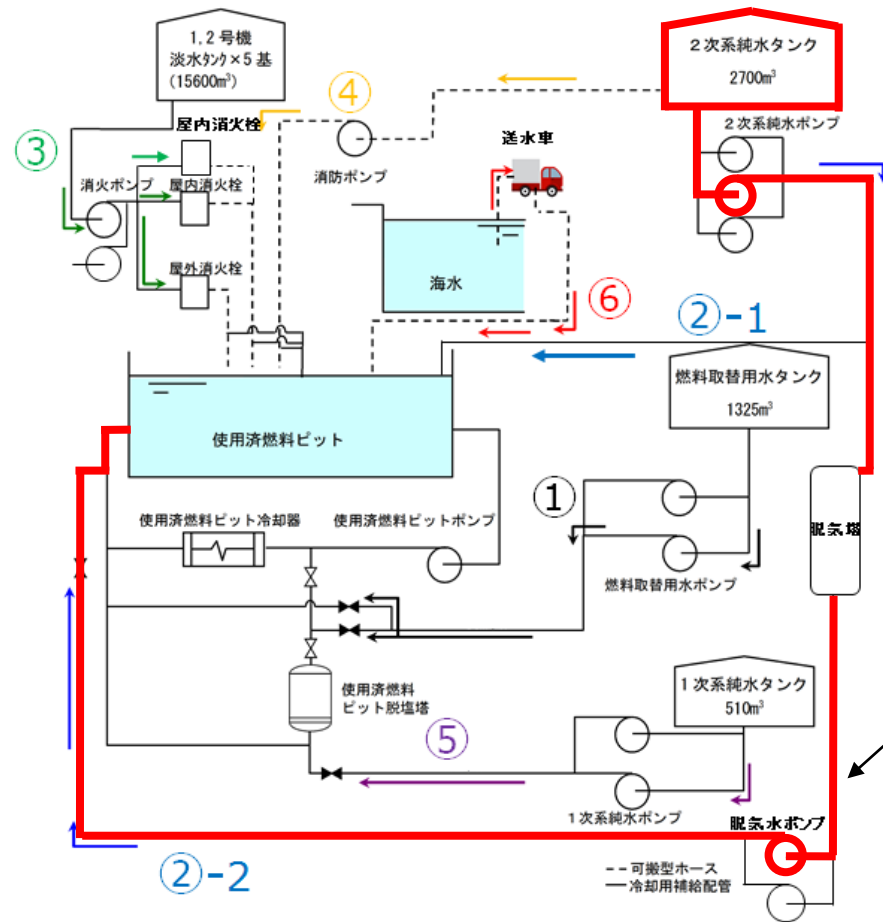 1,2号機
淡水タンク×5基
(15600m³)
2次系純水タンク
2700m³
④
屋内消火栓
送水車
2次系純水ポンプ
③
消火ポンプ
屋内消火栓
消防ポンプ
屋外消火栓
海水
⑥
②-1
燃料取替用水タンク
1325m³
使用済燃料ピット
①
使用済燃料ピット冷却器
使用済燃料ピットポンプ
脱気塔
燃料取替用水ポンプ
使用済燃料
ピット脱塩塔
1次系純水タンク
510m³
⑤
1次系純水ポンプ
脱気水ポンプ
②-2
--可搬型ホース
—冷却用補給配管